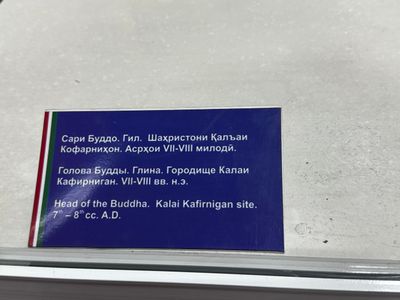 Сари Буддо. Гил. Шаҳристони Қалъаи
Кофарниҳон. Асрҳои VII-VIII милодӣ.
Голова Будды. Глина. Городище Калаи
Кафирниган. VII-VIII вв. н.э.
Head of the Buddha. Kalai Kafirnigan site.
7th – 8th cc. A.D.